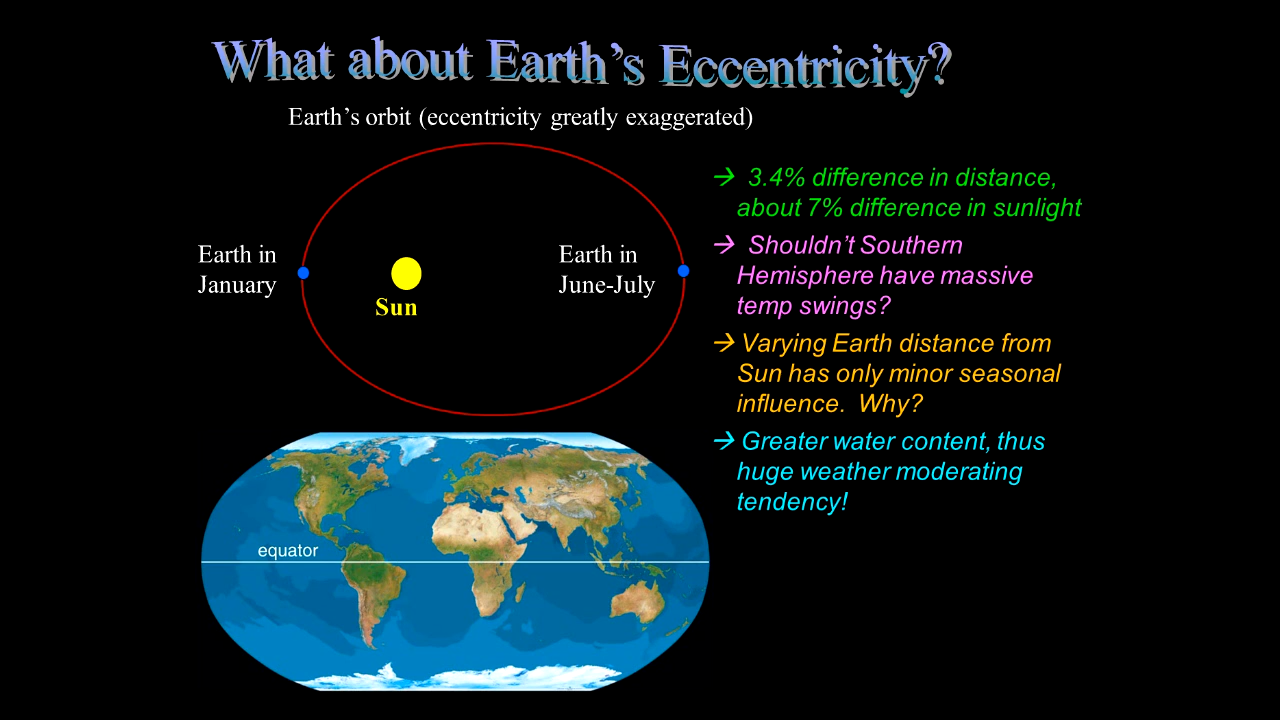 What about Earth's Eccentricity?
Earth's orbit (eccentricity greatly exaggerated)
Earth in
January
Sun
Earth in
June-July
→ 3.4% difference in distance,
about 7% difference in sunlight
→ Shouldn't Southern
Hemisphere have massive
temp swings?
→ Varying Earth distance from
Sun has only minor seasonal
influence. Why?
→ Greater water content, thus
huge weather moderating
tendency!
equator